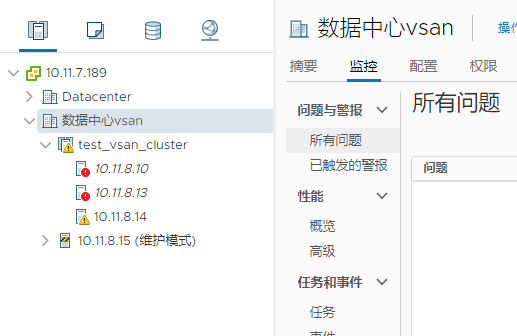 10.11.7.189
Datacenter
数据中心vsan
test_vsan_cluster
10.11.8.10
10.11.8.13
10.11.8.14
10.11.8.15 (维护模式)
数据中心vsan
摘要 监控 配置 权限
问题与警报
所有问题
已触发的警报
性能
概览
高级
任务和事件
任务
所有问题
问题